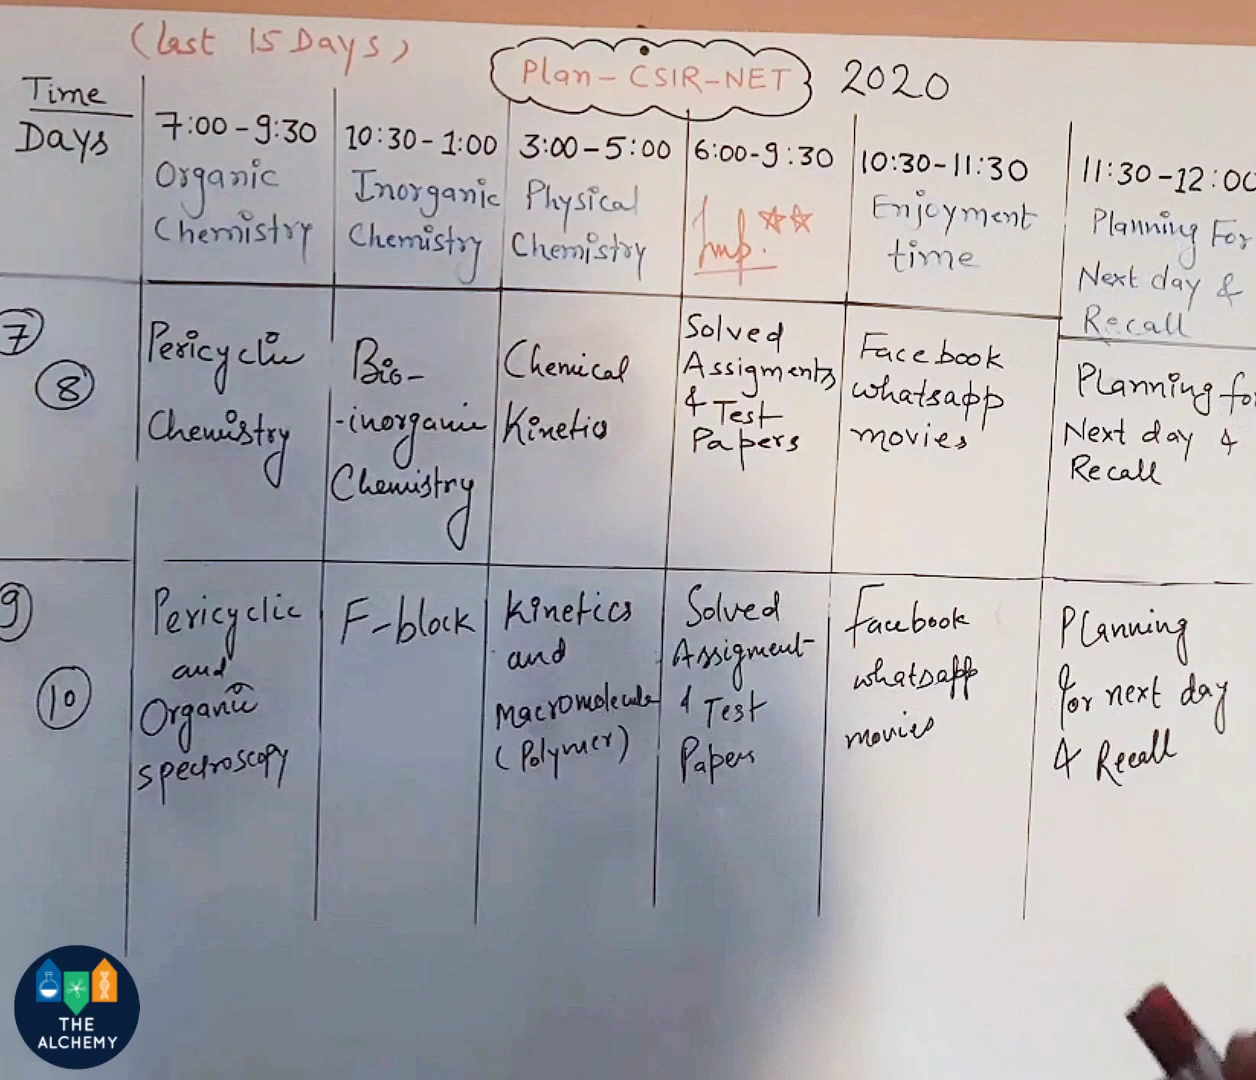 (last 15 Days)
Plan-CSIR-NET 2020
Time
Days
7:00-9:30
Organic
Chemistry
10:30-1:00
Inorganic
Chemistry
3:00-5:00
Physical
Chemistry
6:00-9:30
Imp.
10:30-11:30
Enjoyment
time
11:30-12:00
Planning For
Next day &
Recall
7
8
Pericyclic
Chemistry
Bio-
-inorganic
Chemistry
Chemical
Kinetics
Solved
Assigments
& Test
Papers
Facebook
whatsapp
movies
Planning for
Next day &
Recall
9
10
Pericyclic
and
Organic
spectroscopy
F-block
Kinetics
and
Macromolecule
(Polymer)
Solved
Assigment
& Test
Papers
Facebook
whatsapp
movies
Planning
for next day
& Recall
THE
ALCHEMY